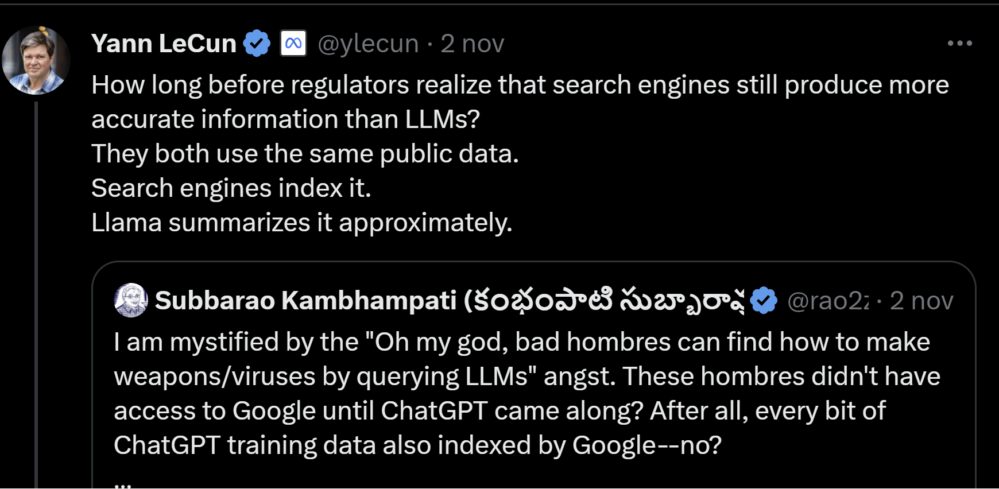 Yann LeCun @ylecun · 2 nov
How long before regulators realize that search engines still produce more
accurate information than LLMs?
They both use the same public data.
Search engines index it.
Llama summarizes it approximately.
Subbarao Kambhampati (కంభంపాటి · 2 nov
I am mystified by the "Oh my god, bad hombres can find how to make
weapons/viruses by querying LLMs" angst. These hombres didn't have
access to Google until ChatGPT came along? After all, every bit of
ChatGPT training data also indexed by Google--no?
...